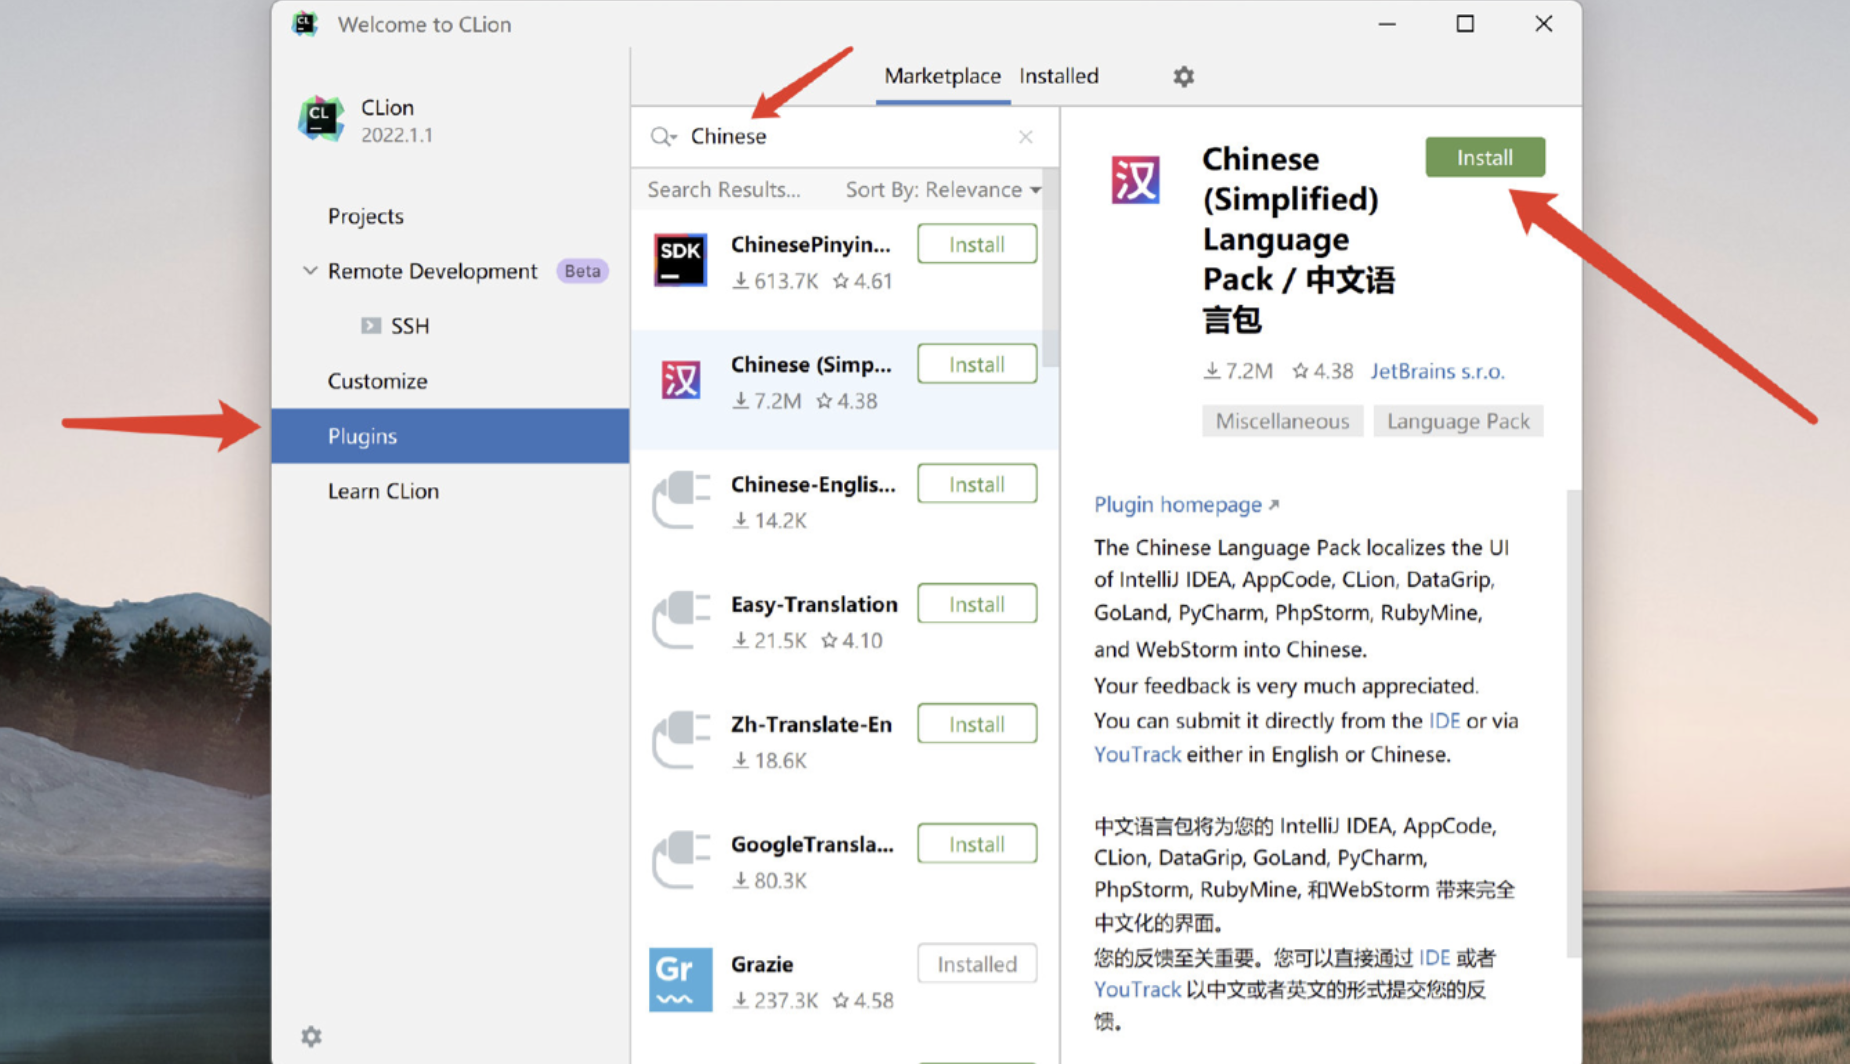 CL
Welcome to CLion
CL
CLion
2022.1.1
Projects
Remote Development Beta
SSH
Customize
Plugins
Learn CLion
Marketplace Installed
Chinese
Search Results... Sort By: Relevance
SDK
ChinesePinyin... Install
613.7K 4.61
汉
Chinese (Simp... Install
7.2M 4.38
Chinese-Englis... Install
14.2K
Easy-Translation Install
21.5K 4.10
Zh-Translate-En Install
18.6K
GoogleTransla... Install
80.3K
Gr
Grazie Installed
237.3K 4.58
汉
Chinese
(Simplified)
Language
Pack / 中文语
言包
Install
7.2M 4.38 JetBrains s.r.o.
Miscellaneous Language Pack
Plugin homepage
The Chinese Language Pack localizes the UI
of IntelliJ IDEA, AppCode, CLion, DataGrip,
GoLand, PyCharm, PhpStorm, RubyMine,
and WebStorm into Chinese.
Your feedback is very much appreciated.
You can submit it directly from the IDE or via
YouTrack either in English or Chinese.
中文语言包将为您的 IntelliJ IDEA, AppCode,
CLion, DataGrip, GoLand, PyCharm,
PhpStorm, RubyMine, 和WebStorm 带来完全
中文化的界面。
您的反馈至关重要。您可以直接通过 IDE 或者
YouTrack 以中文或者英文的形式提交您的反
馈。